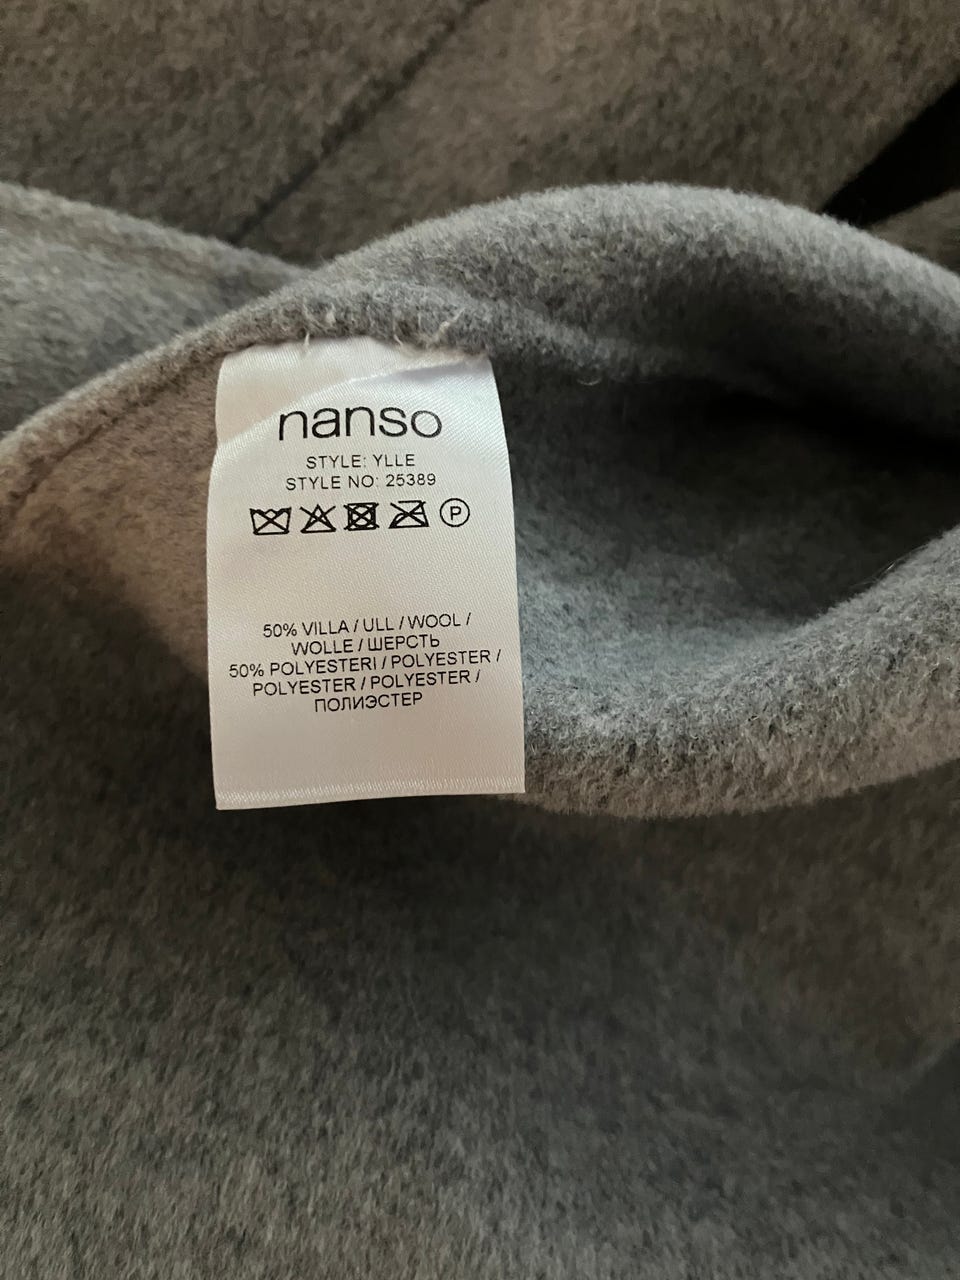 nanso
STYLE: YLLE
STYLE NO: 25389
P
50% VILLA / ULL / WOOL /
WOLLE / ШЕРСТЬ
50% POLYESTERI / POLYESTER /
POLYESTER / POLYESTER /
ПОЛИЭСТЕР